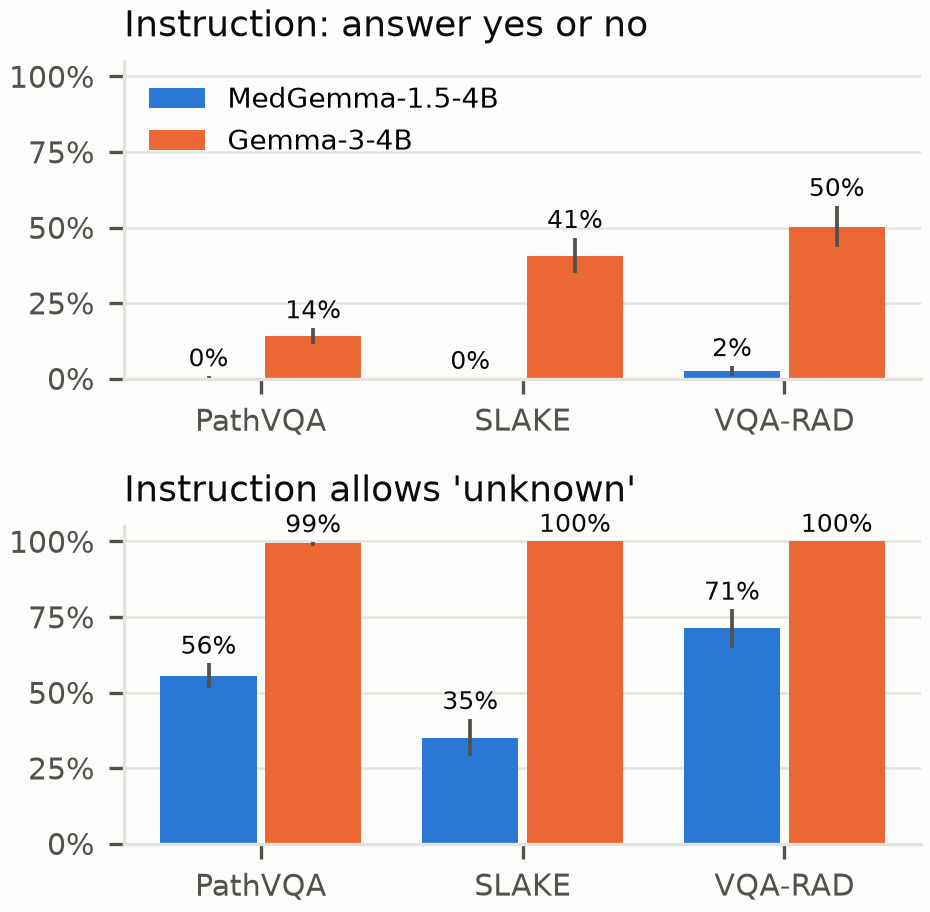 Instruction: answer yes or no
100%
75%
50%
25%
0%
MedGemma-1.5-4B
Gemma-3-4B
0%
14%
0%
41%
2%
50%
PathVQA
SLAKE
VQA-RAD
Instruction allows 'unknown'
100%
75%
50%
25%
0%
56%
99%
35%
100%
71%
100%
PathVQA
SLAKE
VQA-RAD